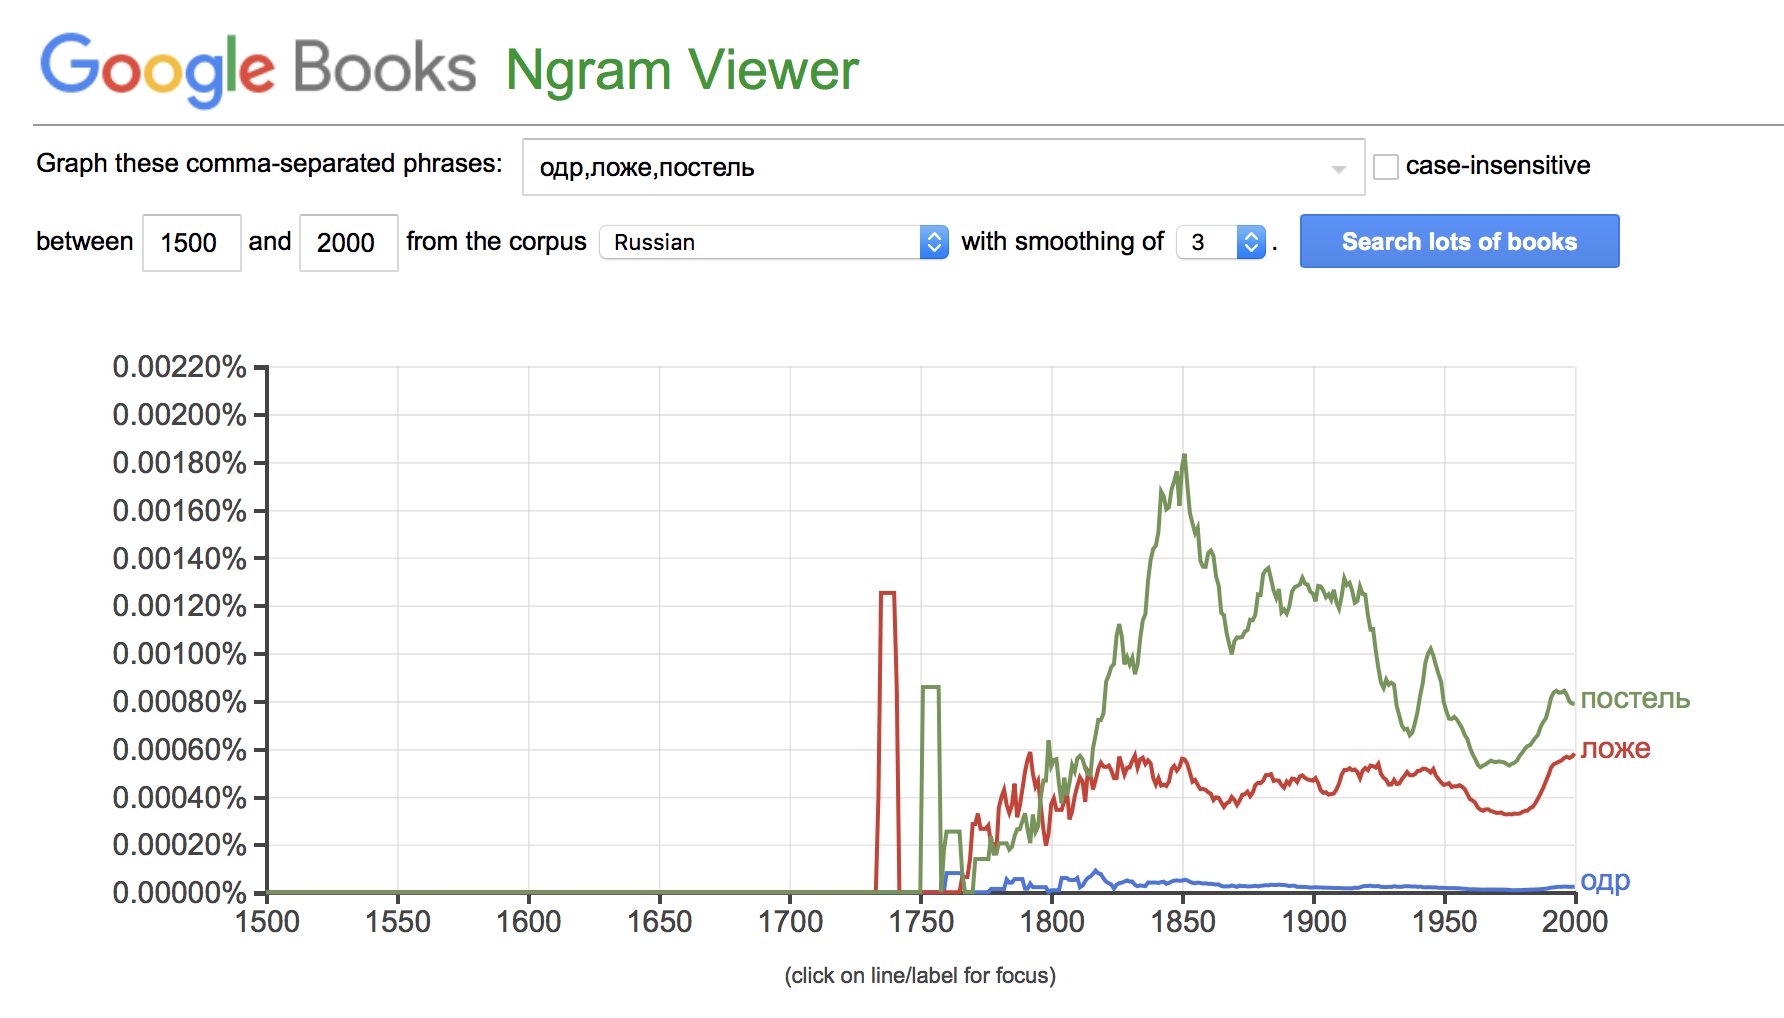 Google Books Ngram Viewer
Graph these comma-separated phrases: одр,ложе,постель case-insensitive
between 1500 and 2000 from the corpus Russian with smoothing of 3 . Search lots of books
0.00220%
0.00200%
0.00180%
0.00160%
0.00140%
0.00120%
0.00100%
0.00080%
0.00060%
0.00040%
0.00020%
0.00000%
постель
ложе
одр
1500 1550 1600 1650 1700 1750 1800 1850 1900 1950 2000
(click on line/label for focus)